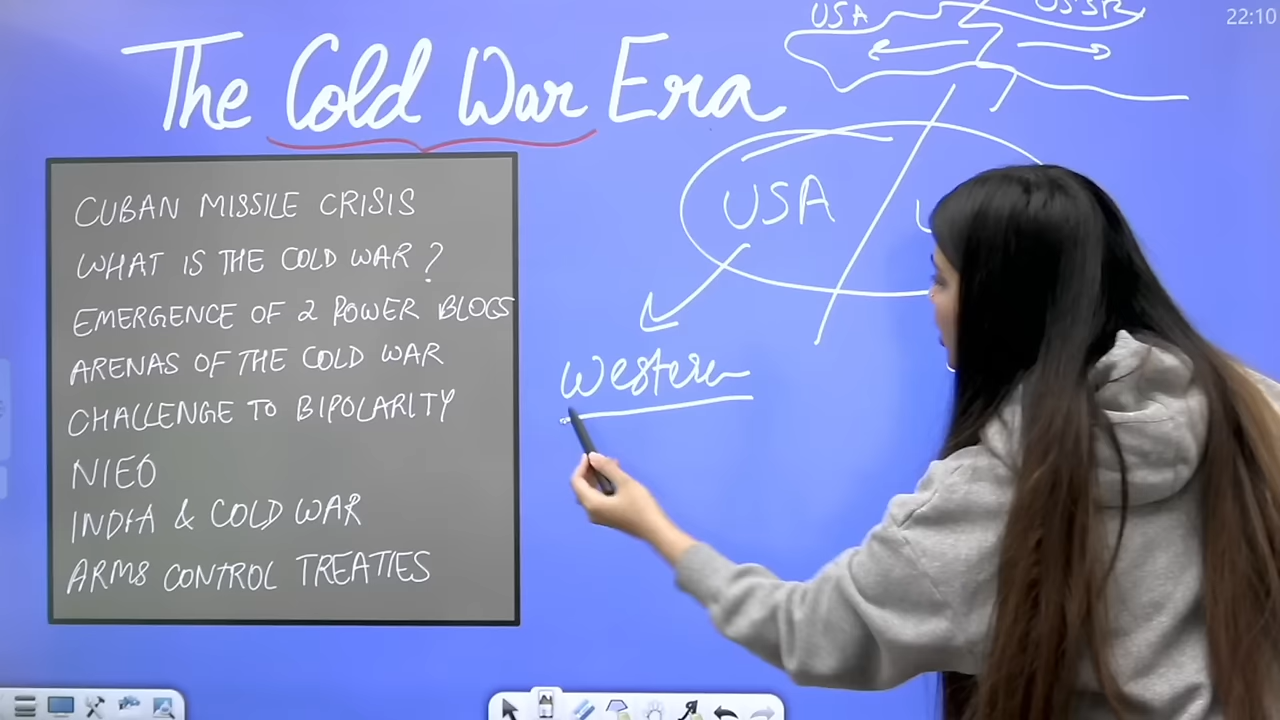 USA USSR
22:10
The Cold War Era
CUBAN MISSILE CRISIS
WHAT IS THE COLD WAR?
EMERGENCE OF 2 POWER BLOCS
ARENAS OF THE COLD WAR
CHALLENGE TO BIPOLARITY
NIEO
INDIA & COLD WAR
ARMS CONTROL TREATIES
USA U
Western